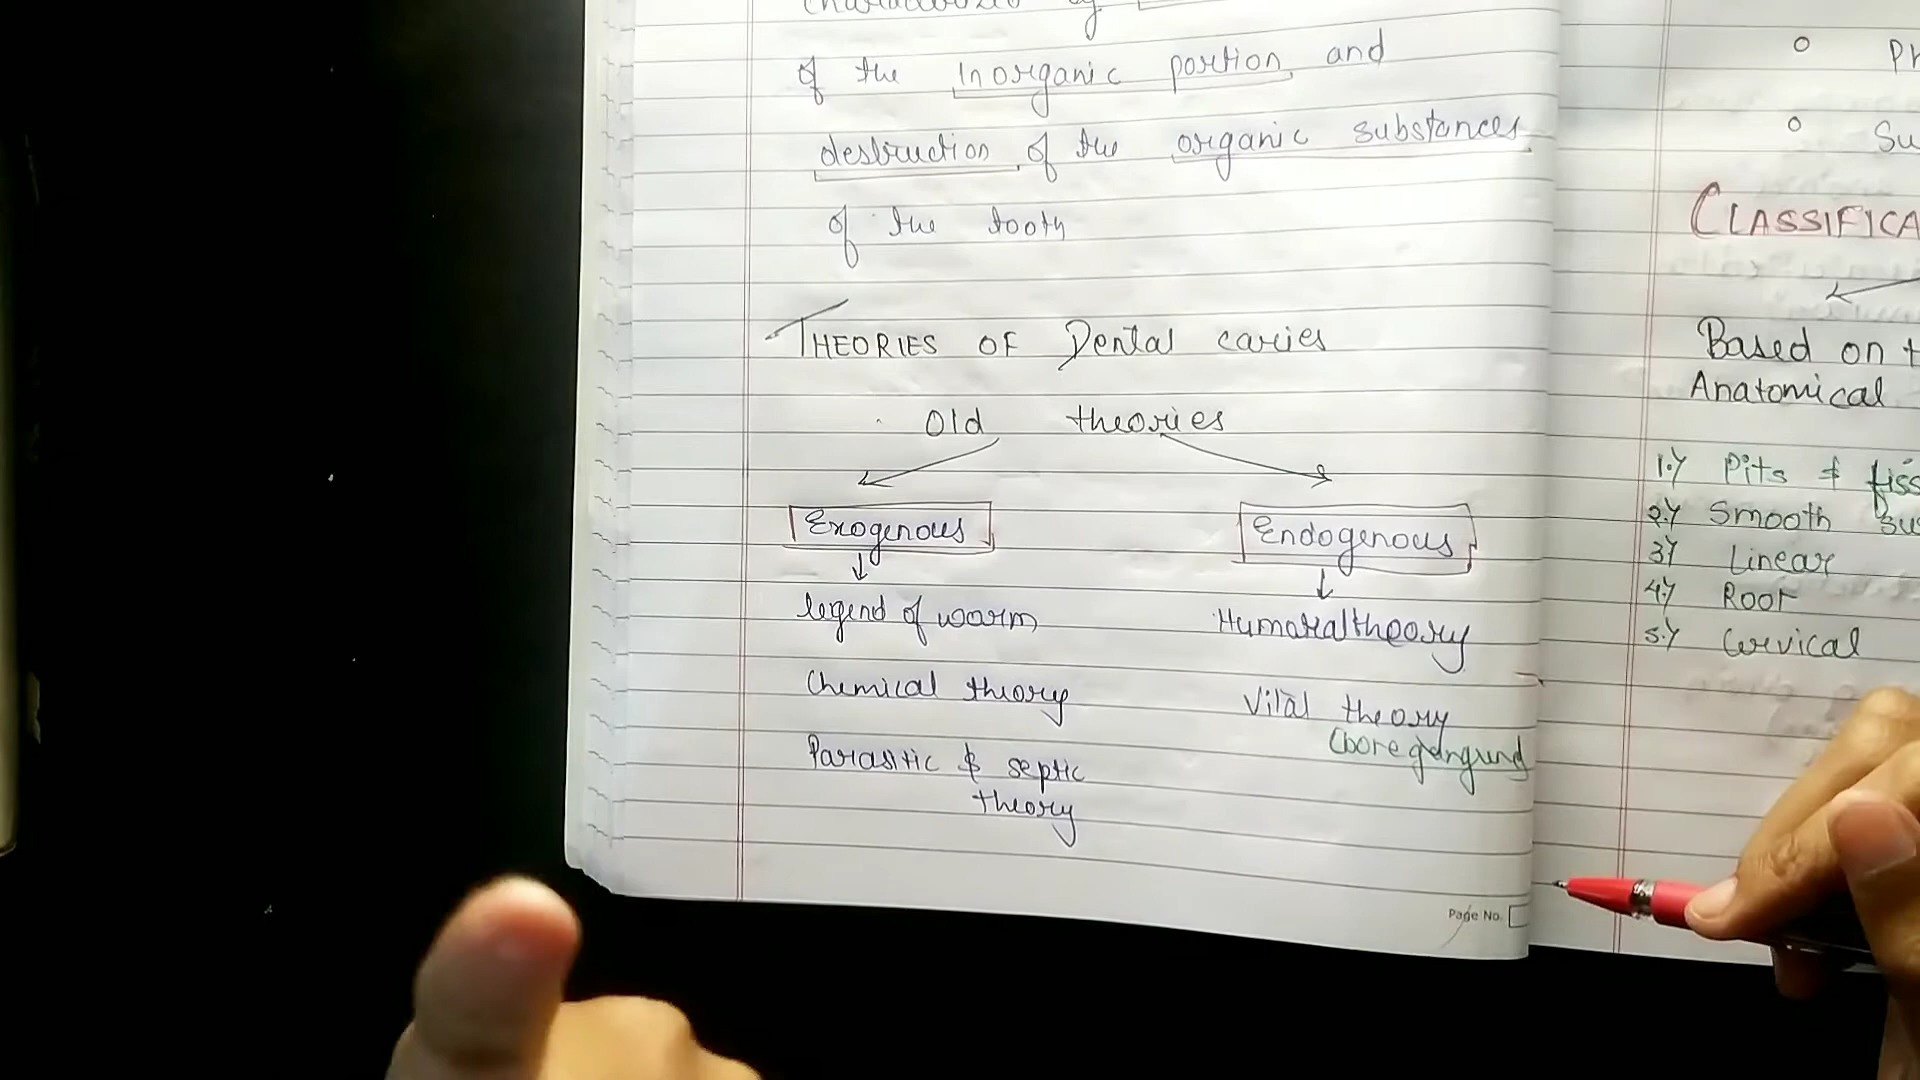 of the Inorganic portion and
destruction of the organic substances
of the tooth
THEORIES OF Dental caries
Old theories
Exogenous
Endogenous
legend of worm
Humoral theory
Chemical theory
Vital theory
Parasitic & septic
theory
Page No.
Ph
Su
CLASSIFICA
Based on t
Anatomical
1.) Pits & fiss
2.) Smooth su
3) Linear
4.) Root
5.) Cervical